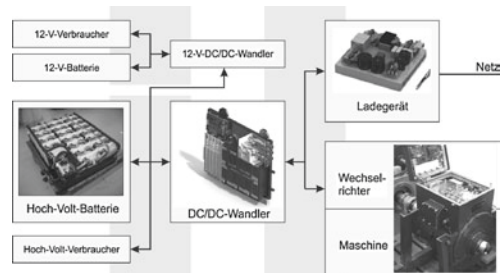 12-V-Verbraucher
12-V-Batterie
12-V-DC/DC-Wandler
Ladegerät
Netz
Hoch-Volt-Batterie
DC/DC-Wandler
Wechsel-
richter
Maschine
Hoch-Volt-Verbraucher